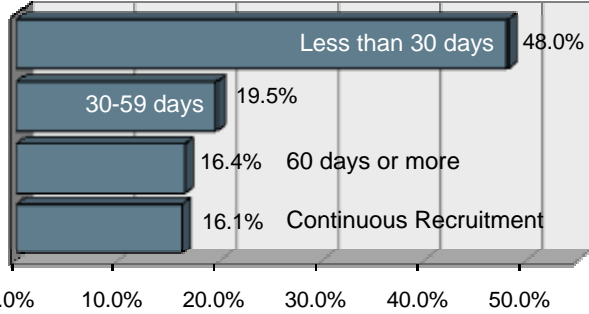 Less than 30 days 48.0%
30-59 days 19.5%
16.4% 60 days or more
16.1% Continuous Recruitment
.0% 10.0% 20.0% 30.0% 40.0% 50.0%